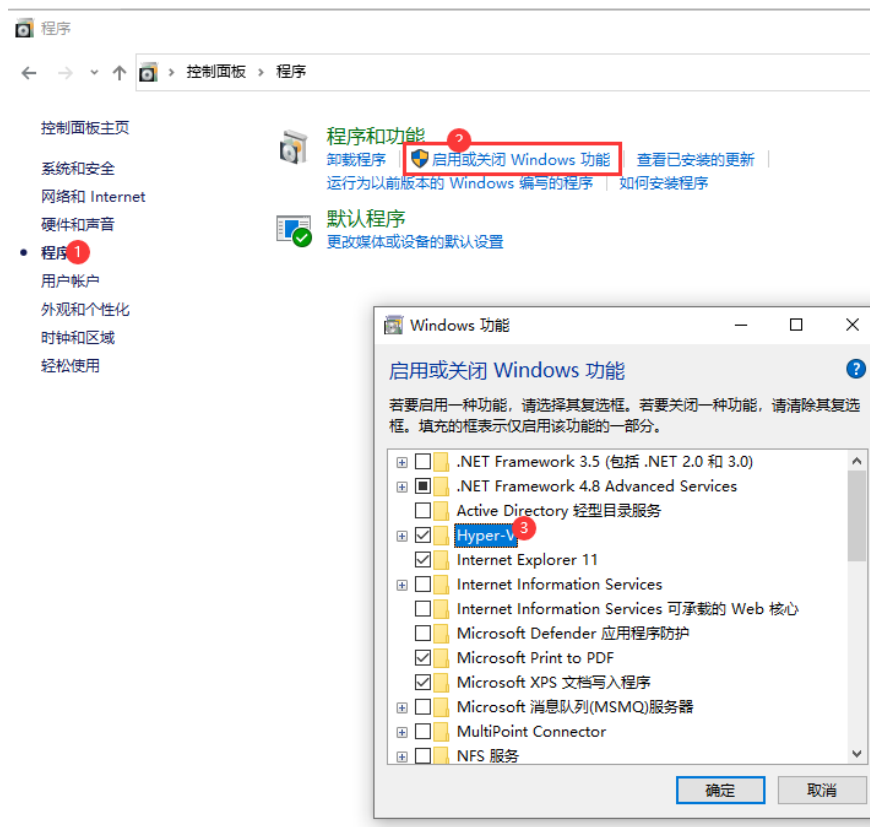 程序
控制面板 > 程序
控制面板主页
系统和安全
网络和 Internet
硬件和声音
程序 1
用户帐户
外观和个性化
时钟和区域
轻松使用
程序和功能
2
卸载程序 启用或关闭 Windows 功能 查看已安装的更新
运行为以前版本的 Windows 编写的程序 如何安装程序
默认程序
更改媒体或设备的默认设置
Windows 功能
启用或关闭 Windows 功能
若要启用一种功能，请选择其复选框。若要关闭一种功能，请清除其复选
框。填充的框表示仅启用该功能的一部分。
.NET Framework 3.5 (包括 .NET 2.0 和 3.0)
.NET Framework 4.8 Advanced Services
Active Directory 轻型目录服务
Hyper-V 3
Internet Explorer 11
Internet Information Services
Internet Information Services 可承载的 Web 核心
Microsoft Defender 应用程序防护
Microsoft Print to PDF
Microsoft XPS 文档写入程序
Microsoft 消息队列(MSMQ)服务器
MultiPoint Connector
NFS 服务
确定 取消